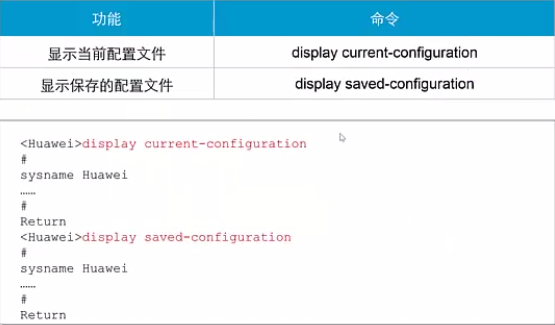 功能 命令
显示当前配置文件 display current-configuration
显示保存的配置文件 display saved-configuration
<Huawei>display current-configuration
#
sysname Huawei
……
#
Return
<Huawei>display saved-configuration
#
sysname Huawei
……
#
Return